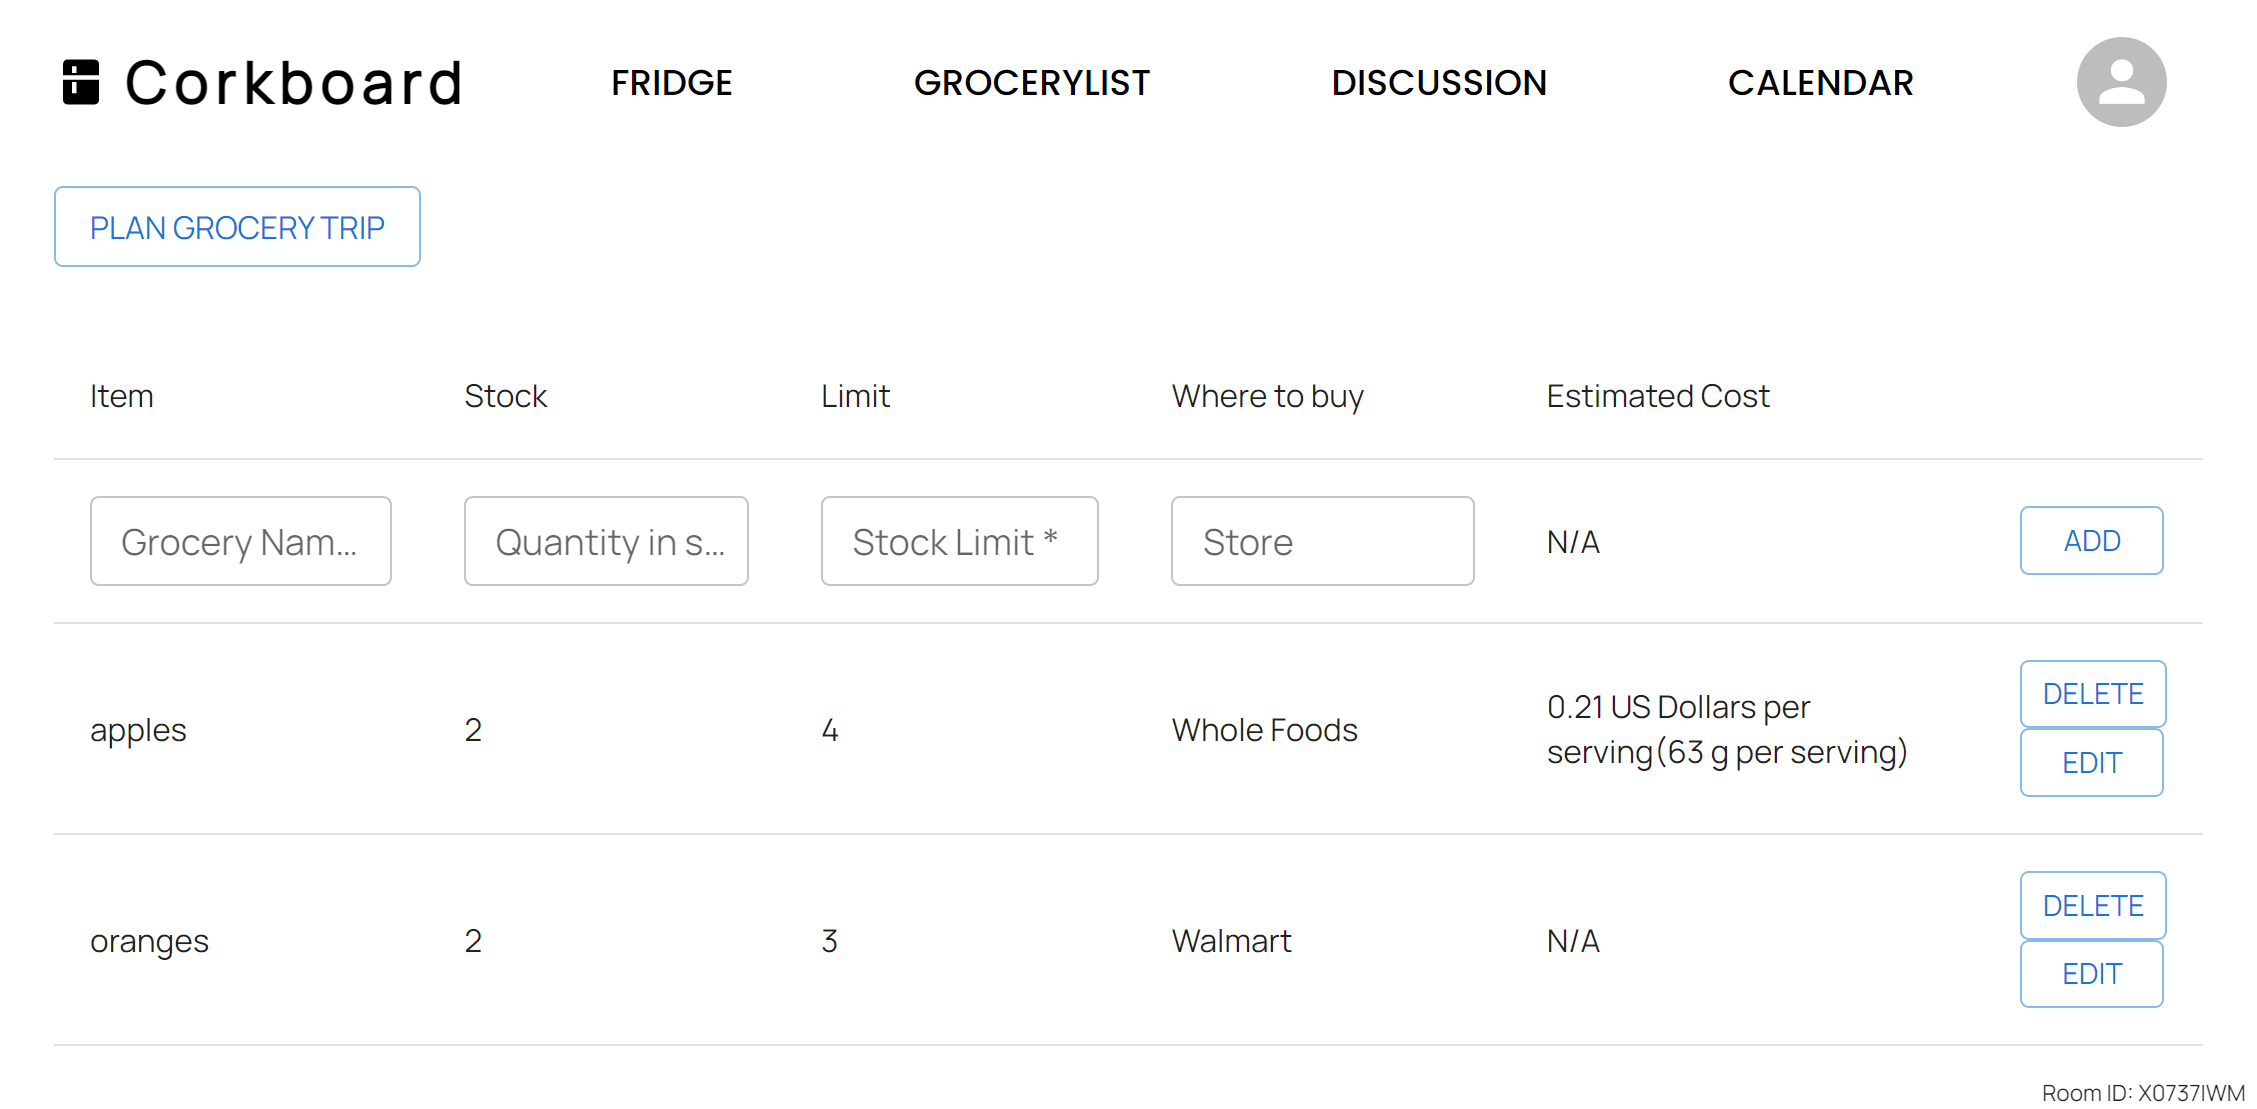 Corkboard FRIDGE GROCERYLIST DISCUSSION CALENDAR
PLAN GROCERY TRIP
Item Stock Limit Where to buy Estimated Cost
Grocery Nam... Quantity in s... Stock Limit * Store N/A ADD
apples 2 4 Whole Foods 0.21 US Dollars per
serving(63 g per serving) DELETE
EDIT
oranges 2 3 Walmart N/A DELETE
EDIT
Room ID: X0737IWM